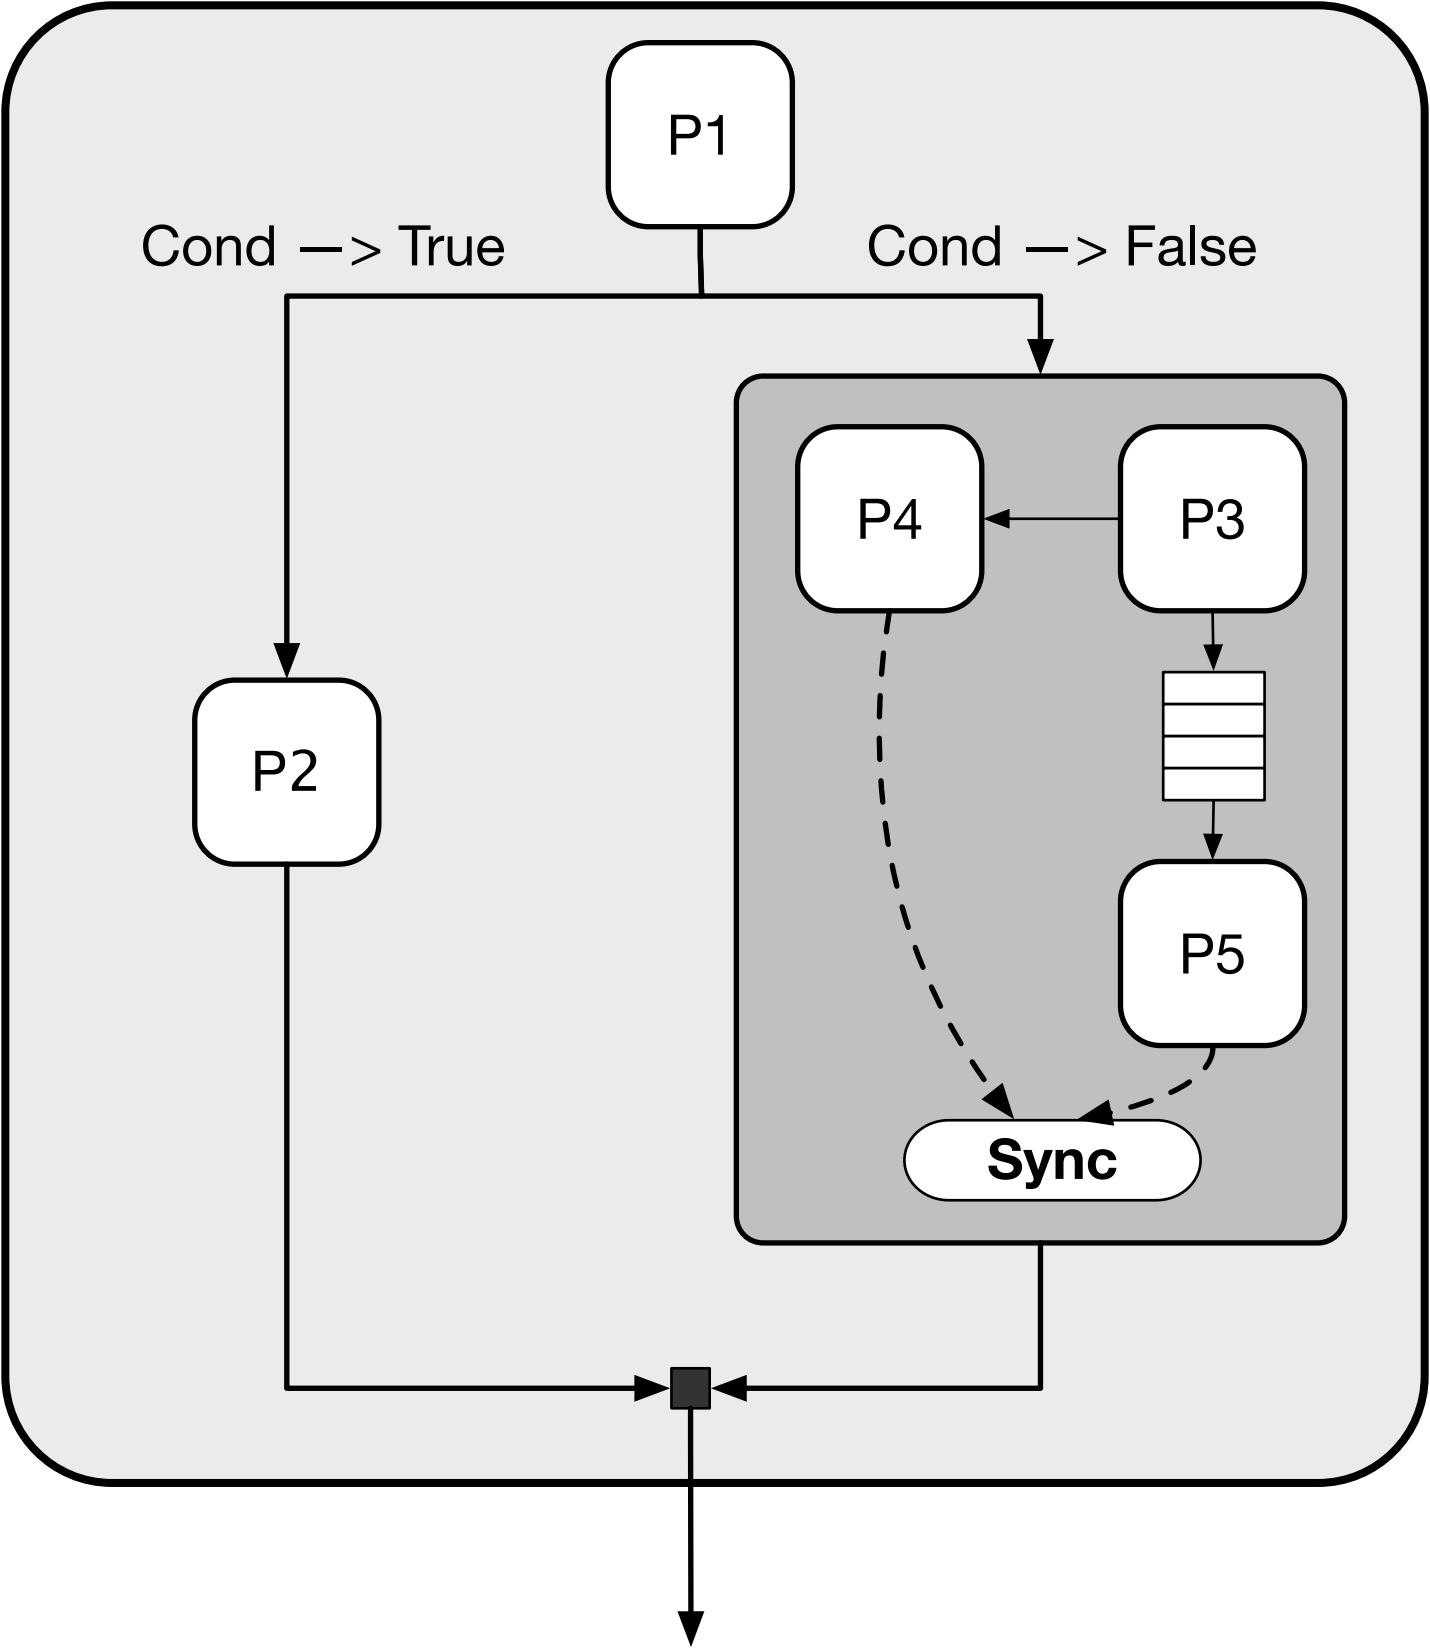 P1
Cond —> True
Cond —> False
P4
P3
P2
P5
Sync